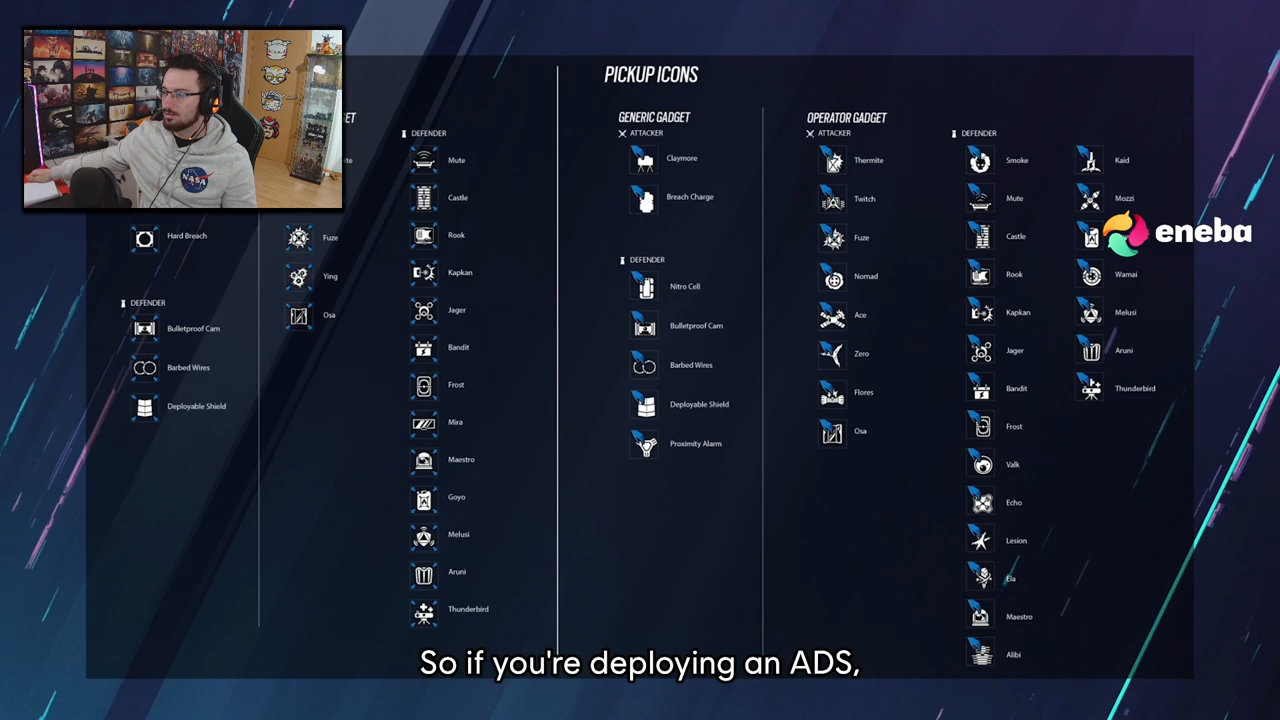 NASA
ET
DEFENDER
Mute
Castle
Rook
Kapkan
Jager
Bandit
Frost
Mira
Maestro
Goyo
Melusi
Aruni
Thunderbird
Hard Breach
DEFENDER
Bulletproof Cam
Barbed Wires
Deployable Shield
ite
Fuze
Ying
Osa
PICKUP ICONS
GENERIC GADGET
ATTACKER
Claymore
Breach Charge
DEFENDER
Nitro Cell
Bulletproof Cam
Barbed Wires
Deployable Shield
Proximity Alarm
OPERATOR GADGET
ATTACKER
Thermite
Twitch
Fuze
Nomad
Ace
Zero
Flores
Osa
DEFENDER
Smoke
Mute
Castle
Rook
Kapkan
Jager
Bandit
Frost
Valk
Echo
Lesion
Ela
Maestro
Alibi
Kaid
Mozzi
Wamai
Melusi
Aruni
Thunderbird
eneba
So if you're deploying an ADS,